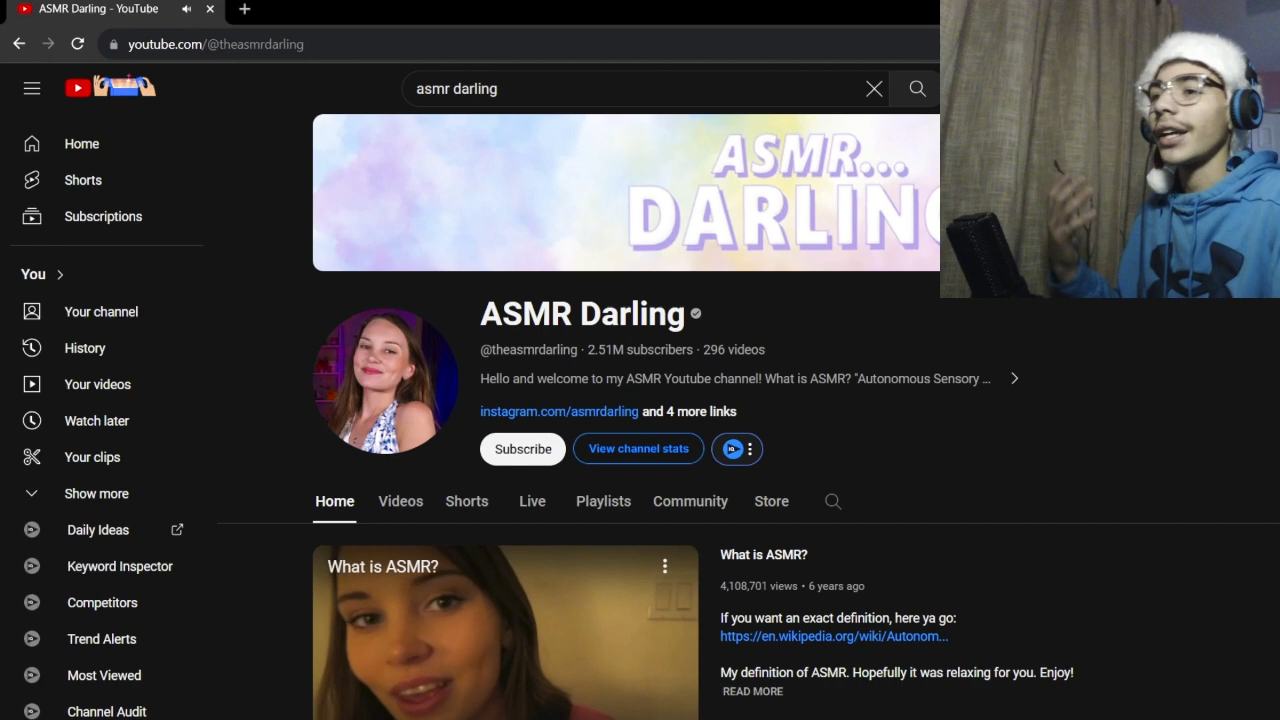 ASMR Darling - YouTube
youtube.com/@theasmrdarling
asmr darling
Home
Shorts
Subscriptions
You
Your channel
History
Your videos
Watch later
Your clips
Show more
Daily Ideas
Keyword Inspector
Competitors
Trend Alerts
Most Viewed
Channel Audit
ASMR...
DARLING
ASMR Darling
@theasmrdarling · 2.51M subscribers · 296 videos
Hello and welcome to my ASMR Youtube channel! What is ASMR? "Autonomous Sensory ...
instagram.com/asmrdarling and 4 more links
Subscribe
View channel stats
Home
Videos
Shorts
Live
Playlists
Community
Store
What is ASMR?
What is ASMR?
4,108,701 views • 6 years ago
If you want an exact definition, here ya go:
https://en.wikipedia.org/wiki/Autonom...
My definition of ASMR. Hopefully it was relaxing for you. Enjoy!
READ MORE